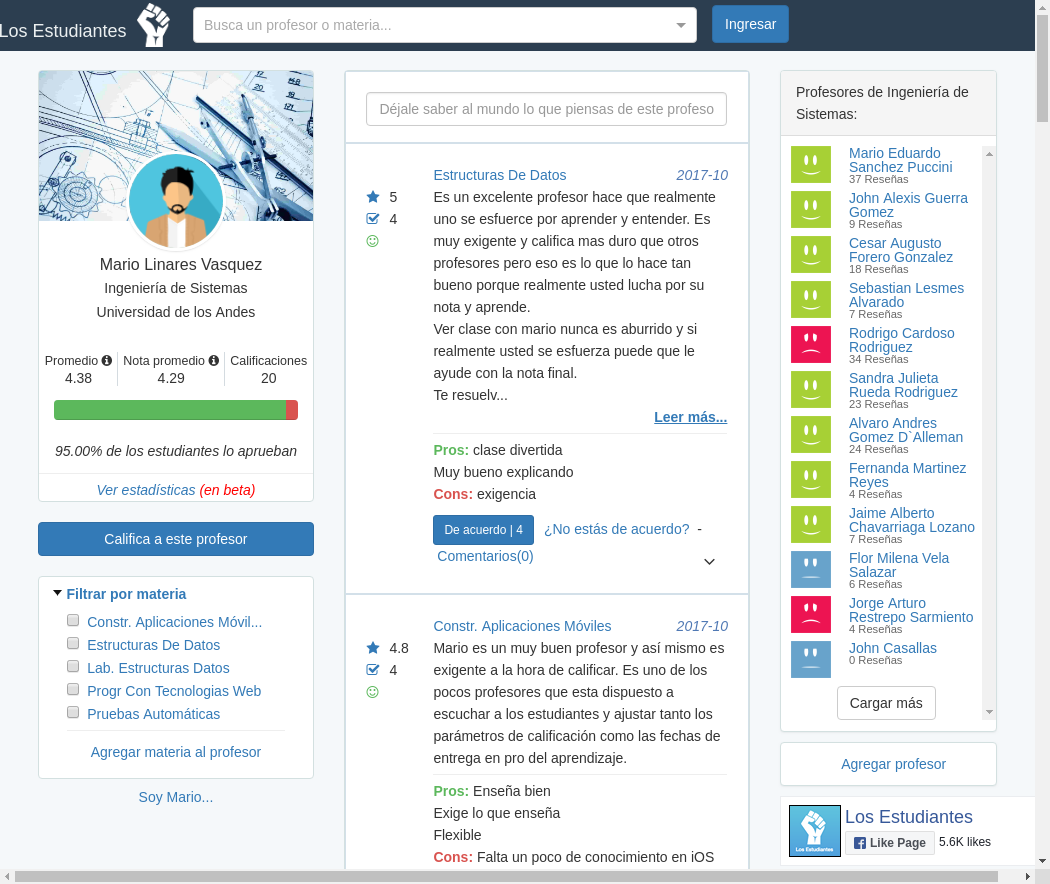 Los Estudiantes
Busca un profesor o materia...
Ingresar
Mario Linares Vasquez
Ingeniería de Sistemas
Universidad de los Andes
Promedio Nota promedio Calificaciones
4.38 4.29 20
95.00% de los estudiantes lo aprueban
Ver estadísticas (en beta)
Califica a este profesor
Filtrar por materia
Constr. Aplicaciones Móvil...
Estructuras De Datos
Lab. Estructuras Datos
Progr Con Tecnologias Web
Pruebas Automáticas
Agregar materia al profesor
Soy Mario...
Déjale saber al mundo lo que piensas de este profeso
Estructuras De Datos 2017-10
5
4
Es un excelente profesor hace que realmente
uno se esfuerce por aprender y entender. Es
muy exigente y califica mas duro que otros
profesores pero eso es lo que lo hace tan
bueno porque realmente usted lucha por su
nota y aprende.
Ver clase con mario nunca es aburrido y si
realmente usted se esfuerza puede que le
ayude con la nota final.
Te resuelv...
Leer más...
Pros: clase divertida
Muy bueno explicando
Cons: exigencia
De acuerdo | 4 ¿No estás de acuerdo? -
Comentarios(0)
Constr. Aplicaciones Móviles 2017-10
4.8
4
Mario es un muy buen profesor y así mismo es
exigente a la hora de calificar. Es uno de los
pocos profesores que esta dispuesto a
escuchar a los estudiantes y ajustar tanto los
parámetros de calificación como las fechas de
entrega en pro del aprendizaje.
Pros: Enseña bien
Exige lo que enseña
Flexible
Cons: Falta un poco de conocimiento en iOS
Profesores de Ingeniería de
Sistemas:
Mario Eduardo
Sanchez Puccini
37 Reseñas
John Alexis Guerra
Gomez
9 Reseñas
Cesar Augusto
Forero Gonzalez
18 Reseñas
Sebastian Lesmes
Alvarado
7 Reseñas
Rodrigo Cardoso
Rodriguez
34 Reseñas
Sandra Julieta
Rueda Rodriguez
23 Reseñas
Alvaro Andres
Gomez D`Alleman
24 Reseñas
Fernanda Martinez
Reyes
4 Reseñas
Jaime Alberto
Chavarriaga Lozano
7 Reseñas
Flor Milena Vela
Salazar
6 Reseñas
Jorge Arturo
Restrepo Sarmiento
4 Reseñas
John Casallas
0 Reseñas
Cargar más
Agregar profesor
Los Estudiantes
Los Estudiantes
Like Page 5.6K likes